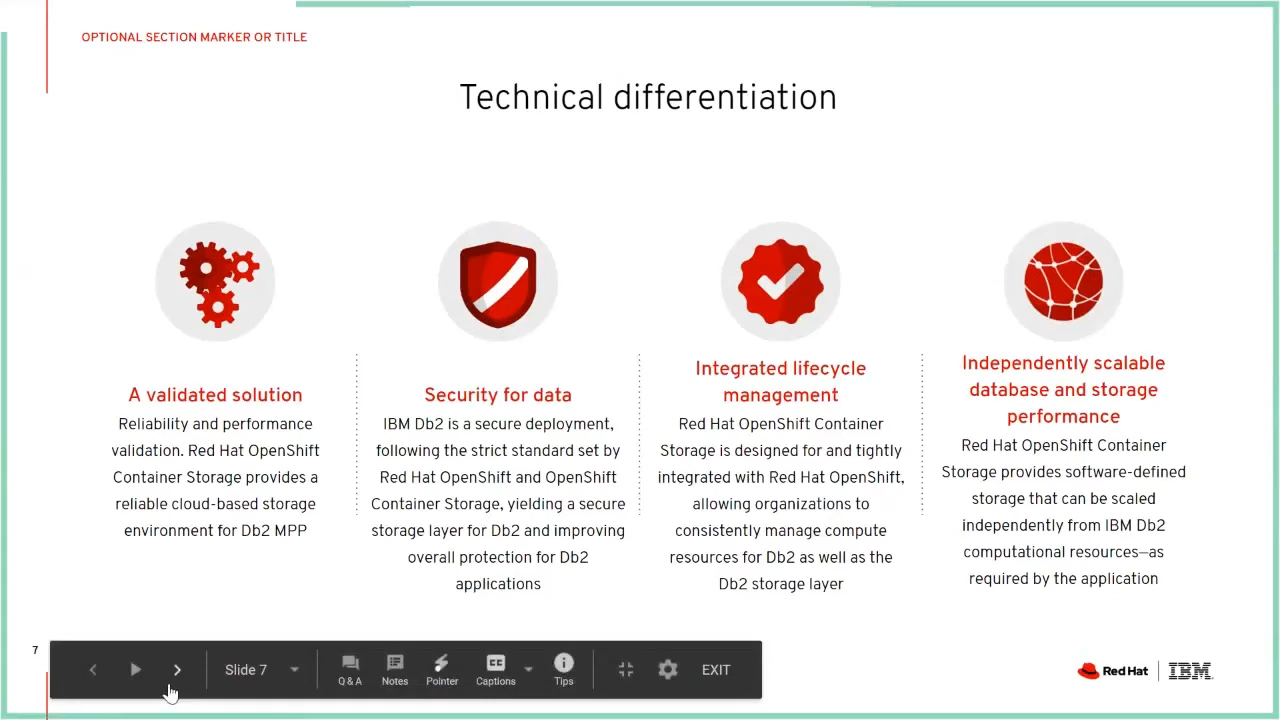 OPTIONAL SECTION MARKER OR TITLE
Technical differentiation
A validated solution
Reliability and performance
validation. Red Hat OpenShift
Container Storage provides a
reliable cloud-based storage
environment for Db2 MPP
Security for data
IBM Db2 is a secure deployment,
following the strict standard set by
Red Hat OpenShift and OpenShift
Container Storage, yielding a secure
storage layer for Db2 and improving
overall protection for Db2
applications
Integrated lifecycle
management
Red Hat OpenShift Container
Storage is designed for and tightly
integrated with Red Hat OpenShift,
allowing organizations to
consistently manage compute
resources for Db2 as well as the
Db2 storage layer
Independently scalable
database and storage
performance
Red Hat OpenShift Container
Storage provides software-defined
storage that can be scaled
independently from IBM Db2
computational resources—as
required by the application
7
Slide 7
Q & A
Notes
Pointer
CC
Captions
Tips
EXIT
Red Hat
IBM